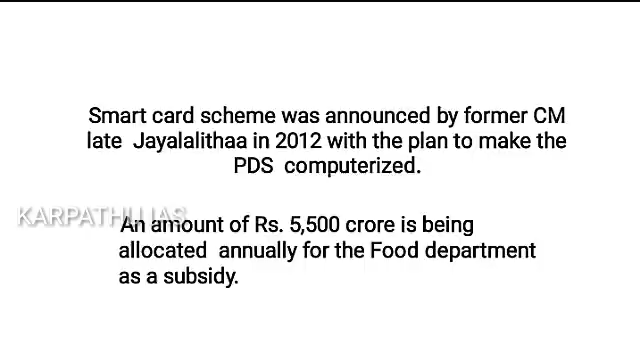 Smart card scheme was announced by former CM
late Jayalalithaa in 2012 with the plan to make the
PDS computerized.
KARPATHU IAS
An amount of Rs. 5,500 crore is being
allocated annually for the Food department
as a subsidy.